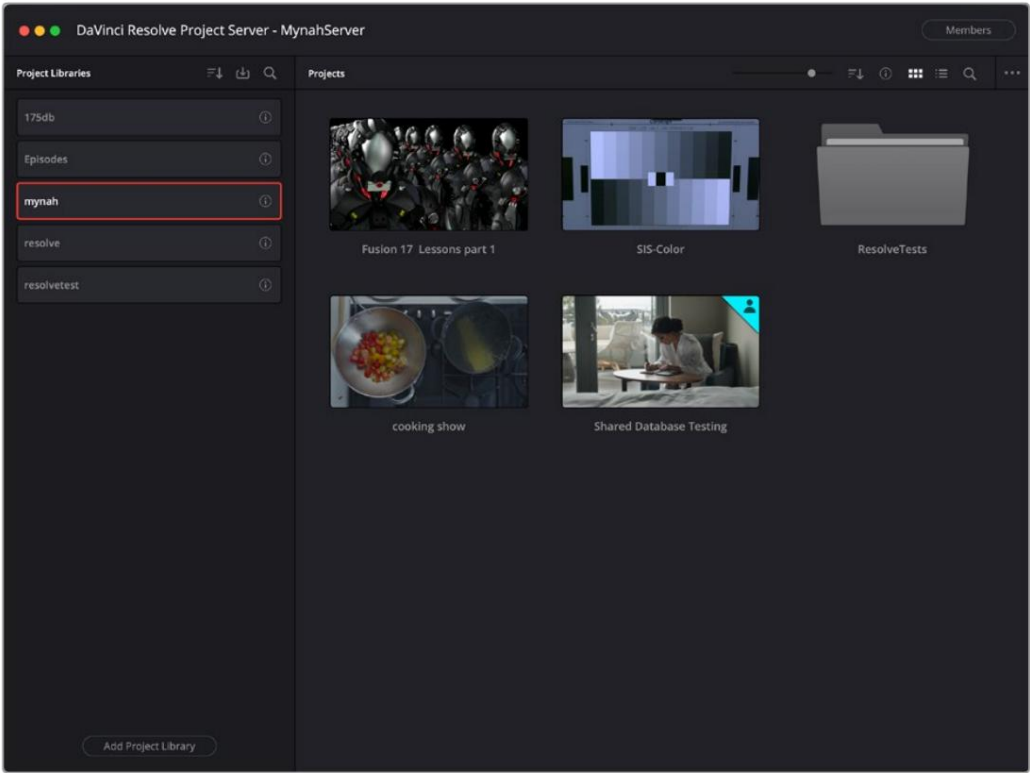 DaVinci Resolve Project Server - MynahServer
Members
Project Libraries
Projects
175db
Episodes
mynah
resolve
resolvetest
Fusion 17 Lessons part 1
SIS-Color
ResolveTests
cooking show
Shared Database Testing
Add Project Library